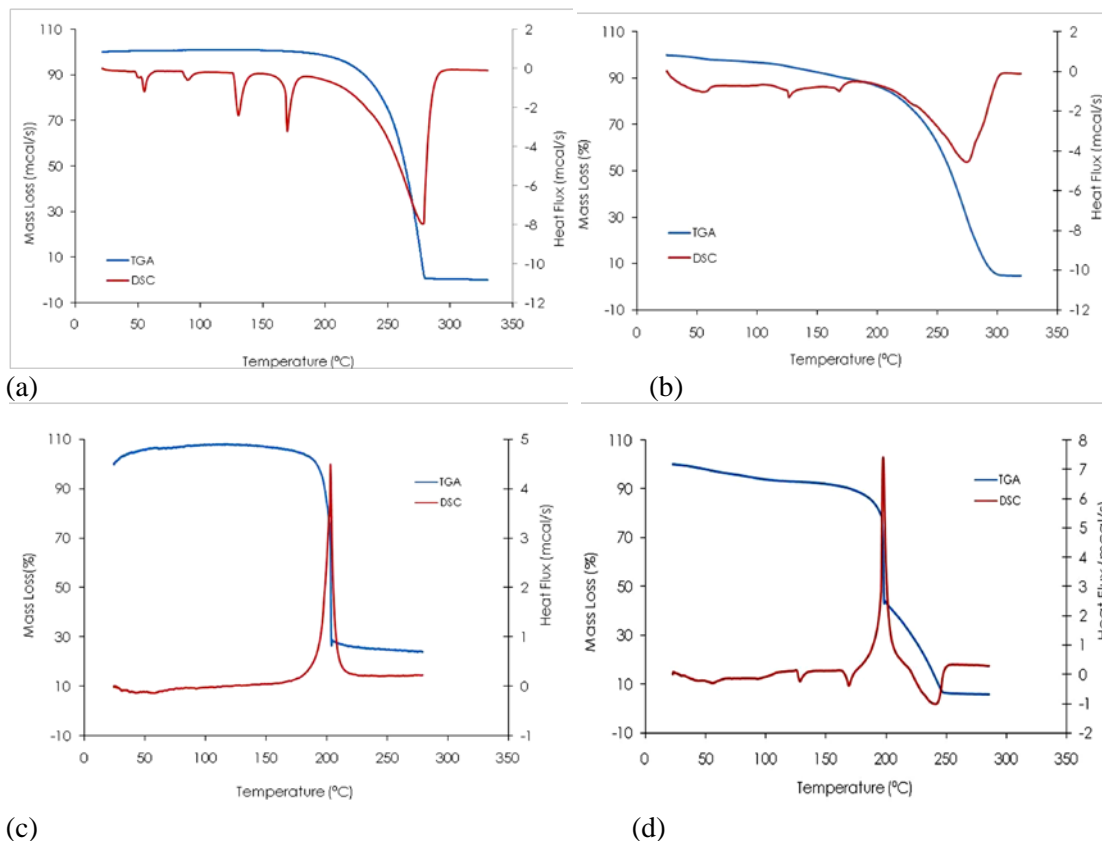 2
110
0
90
-2
70
-4
50
-6
30
-8
10
-10
-10
-12
0 50 100 150 200 250 300 350
Mass Loss (mcal/s))
Heat Flux (mcal/s)
TGA
DSC
Temperature (ºC)
(a)
110
90
70
50
30
10
-10
2
0
-2
-4
-6
-8
-10
-12
0 50 100 150 200 250 300 350
Mass Loss (%)
Heat Flux (mcal/s)
TGA
DSC
Temperature (ºC)
(b)
110
90
70
50
30
10
-10
5
4
3
2
1
0
-1
0 50 100 150 200 250 300 350
Mass Loss(%)
Heat Flux (mcal/s)
TGA
DSC
Temperature (ºC)
(c)
110
90
70
50
30
10
-10
8
7
6
5
4
3
2
1
0
-1
-2
0 50 100 150 200 250 300 350
Mass Loss (%)
Heat Flux (mcal/s)
TGA
DSC
Temperature (ºC)
(d)